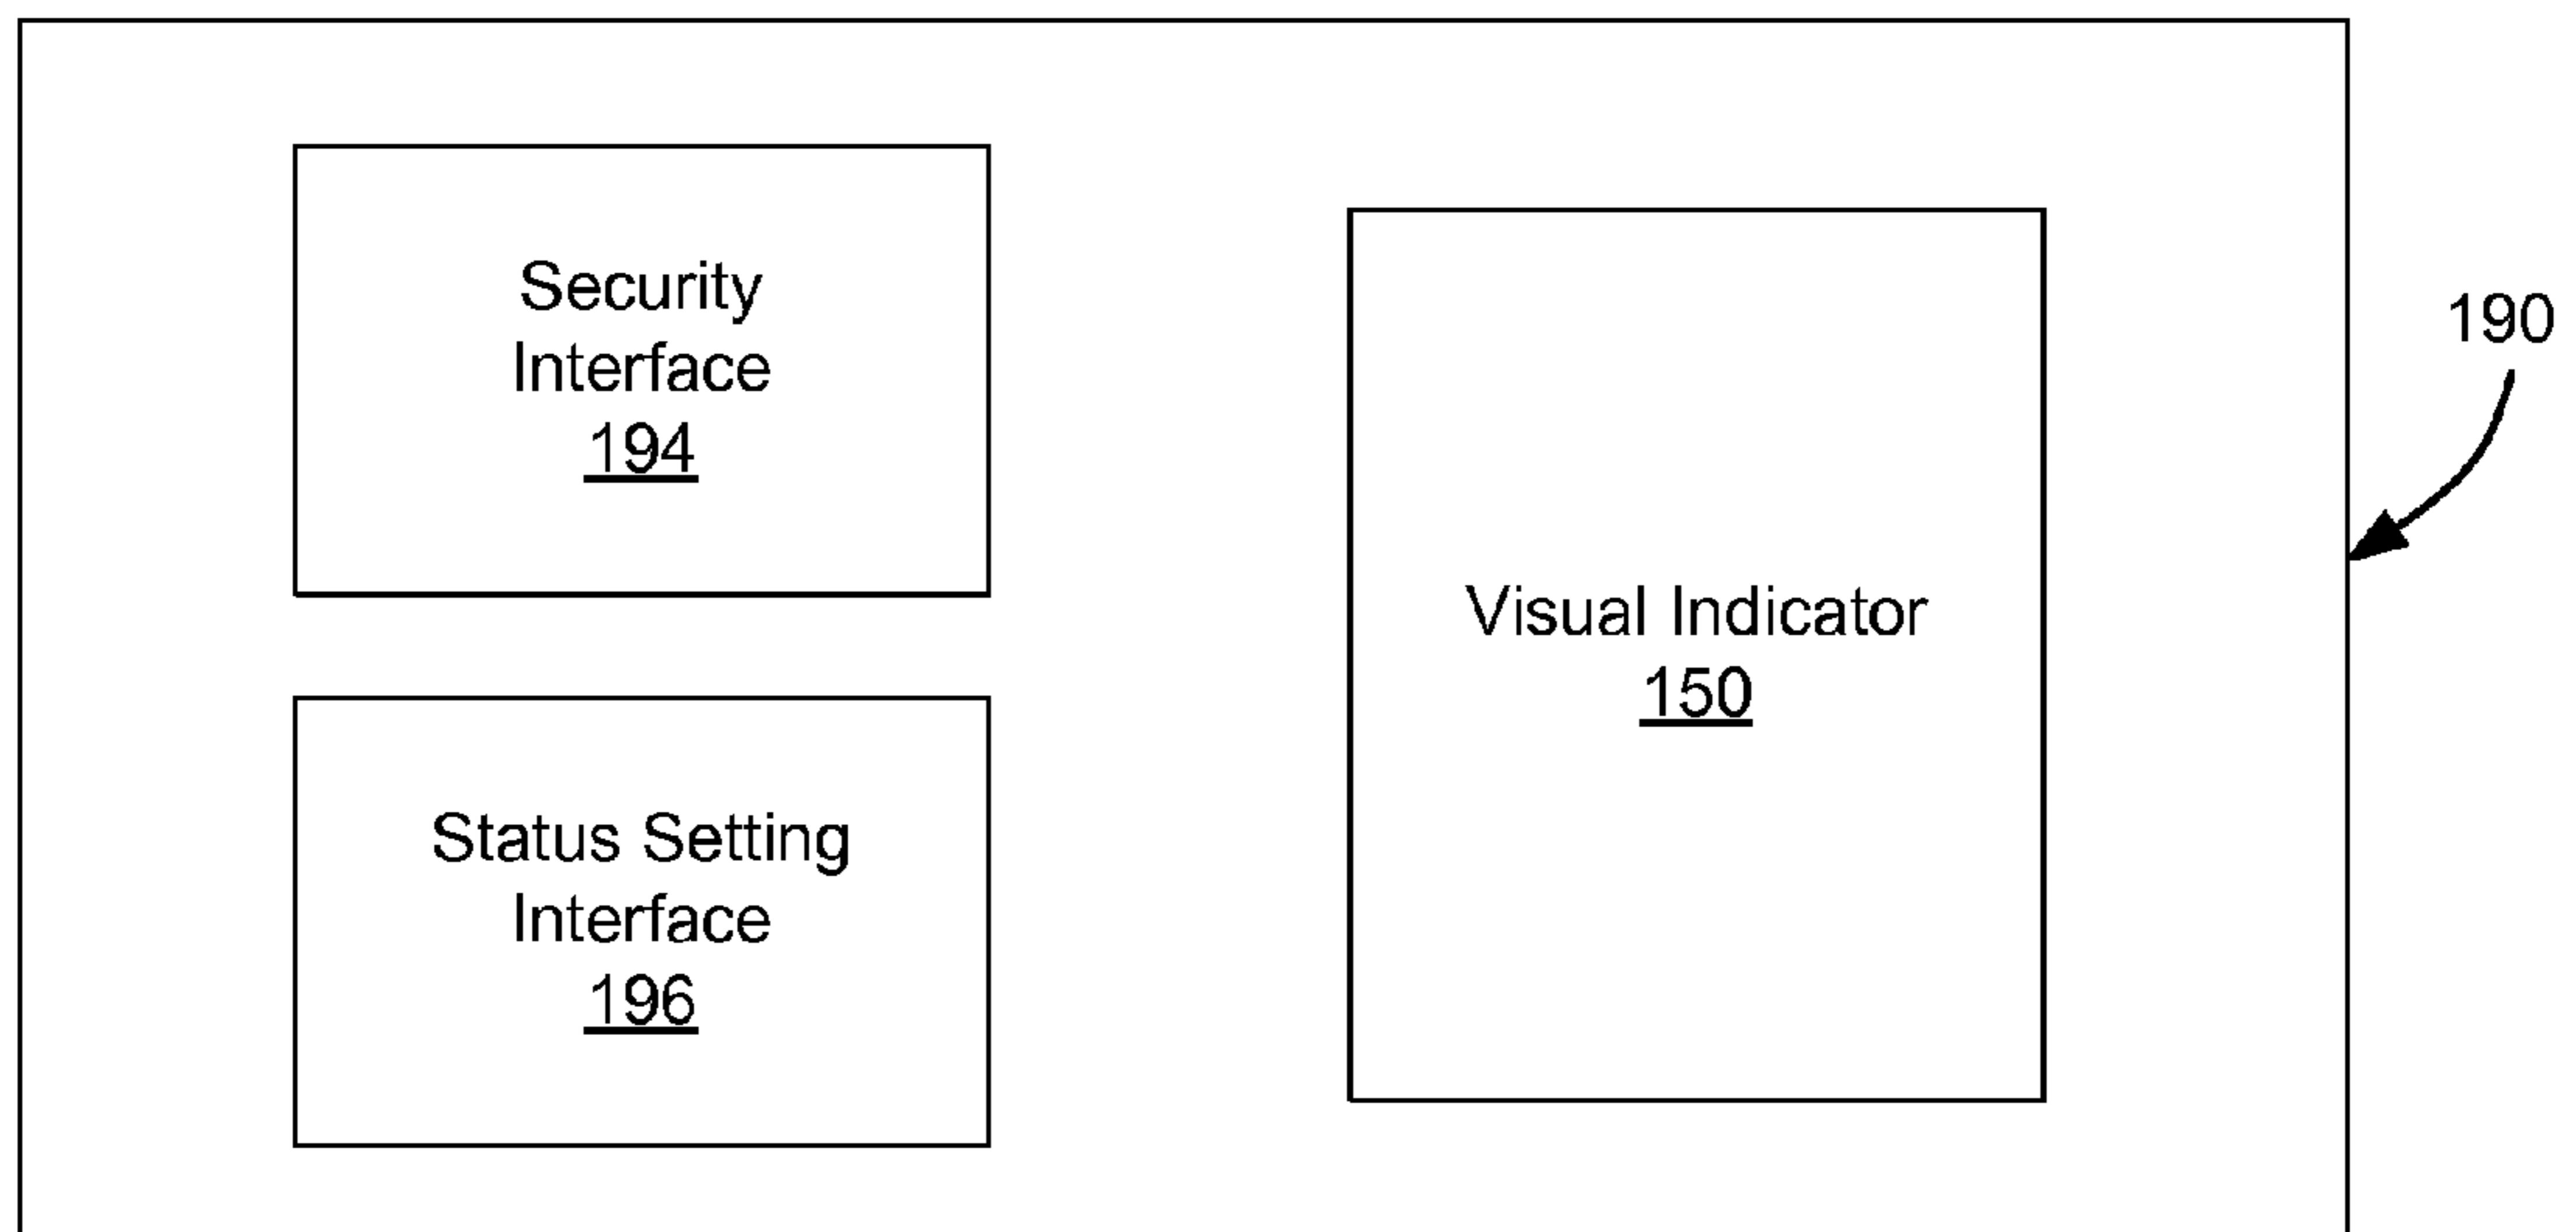 Security
Interface
194
Status Setting
Interface
196
Visual Indicator
150
190